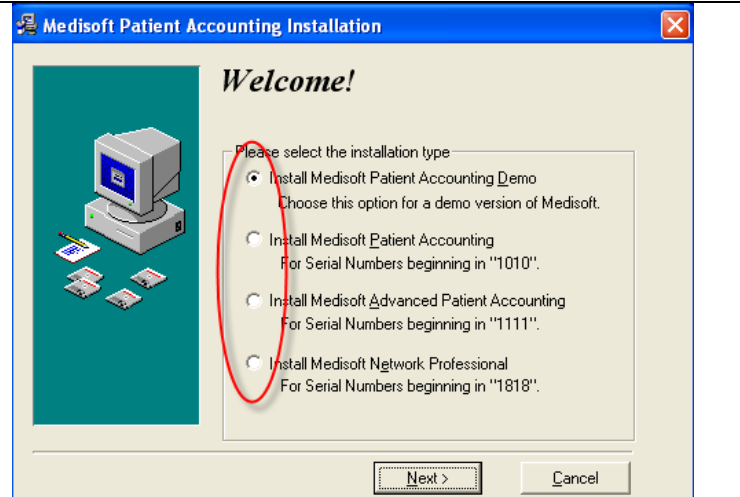 Medisoft Patient Accounting Installation
Welcome!
Please select the installation type
Install Medisoft Patient Accounting Demo
Choose this option for a demo version of Medisoft.
Install Medisoft Patient Accounting
For Serial Numbers beginning in "1010".
Install Medisoft Advanced Patient Accounting
For Serial Numbers beginning in "1111".
Install Medisoft Network Professional
For Serial Numbers beginning in "1818".
Next >
Cancel